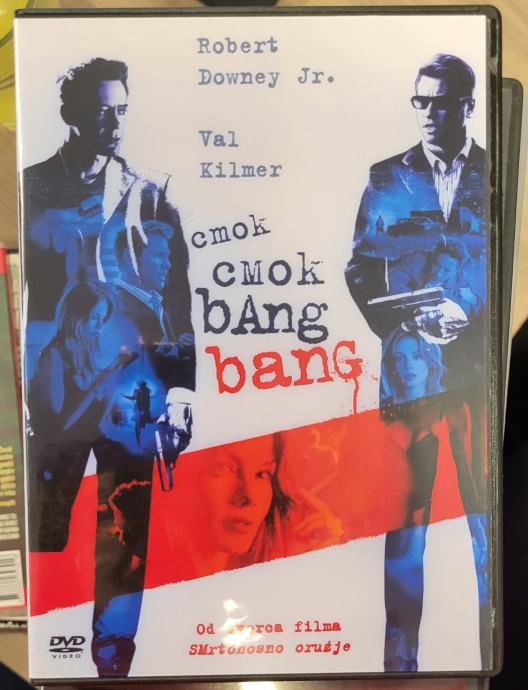 Robert
Downey Jr.
Val
Kilmer
cmok
cMok
bAng
banG
Od tvorca filma
SMrtonosno oružje
DVD
VIDEO